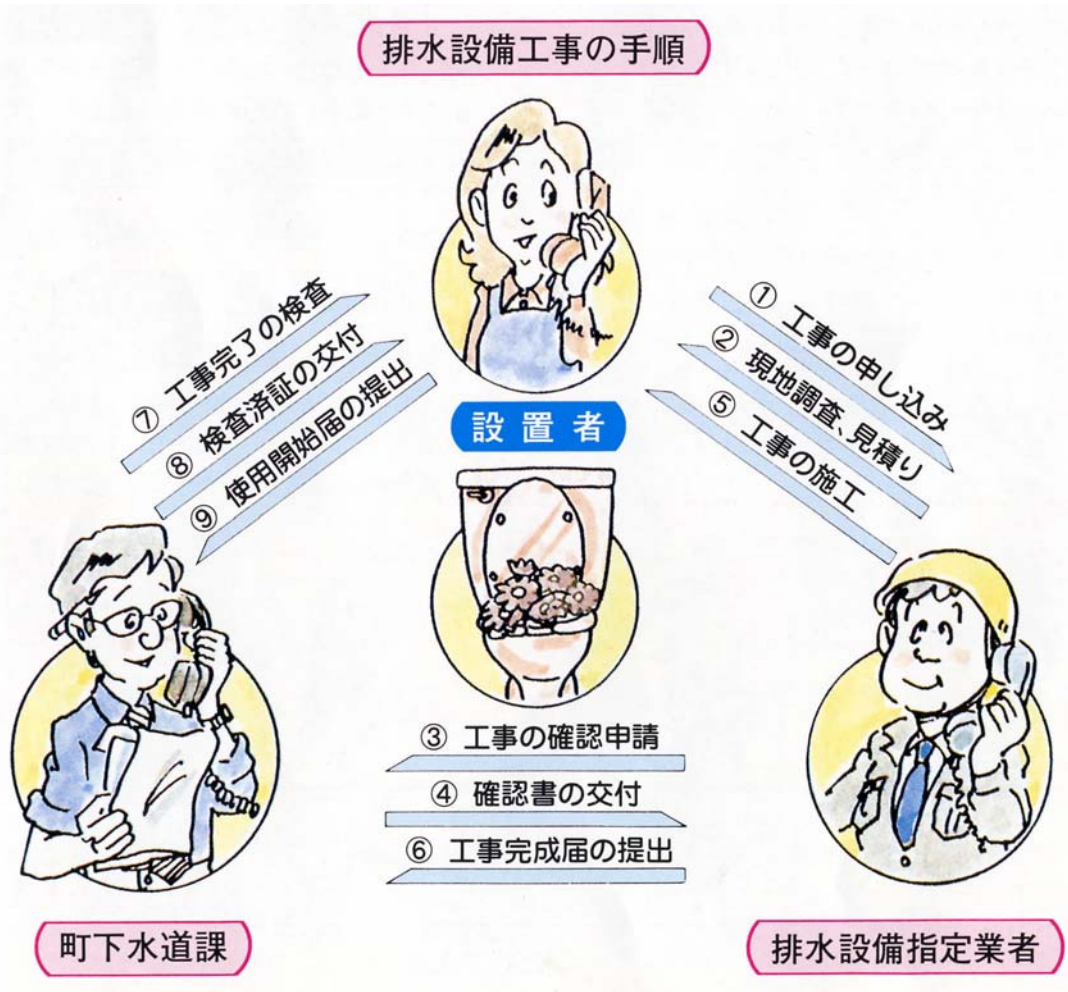 排水設備工事の手順
① 工事の申し込み
② 現地調査、見積り
⑤ 工事の施工
⑦ 工事完了の検査
⑧ 検査済証の交付
⑨ 使用開始届の提出
設置者
③ 工事の確認申請
④ 確認書の交付
⑥ 工事完成届の提出
町下水道課
排水設備指定業者